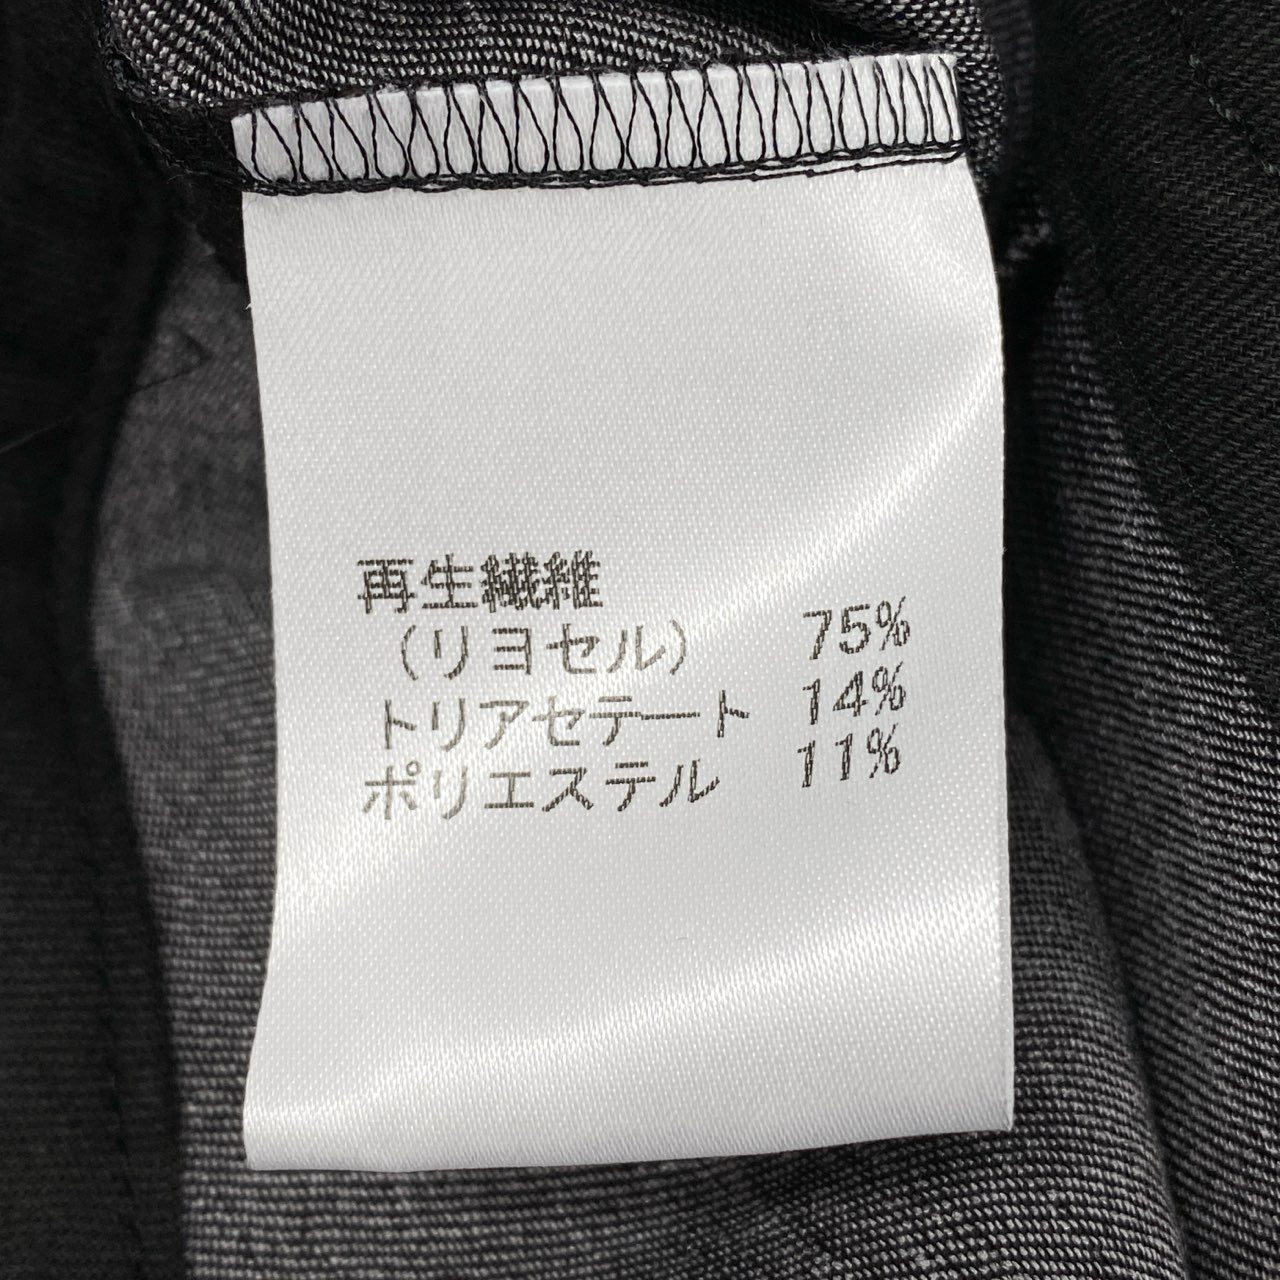 再生繊維
(リヨセル) 75%
トリアセテート 14%
ポリエステル 11%